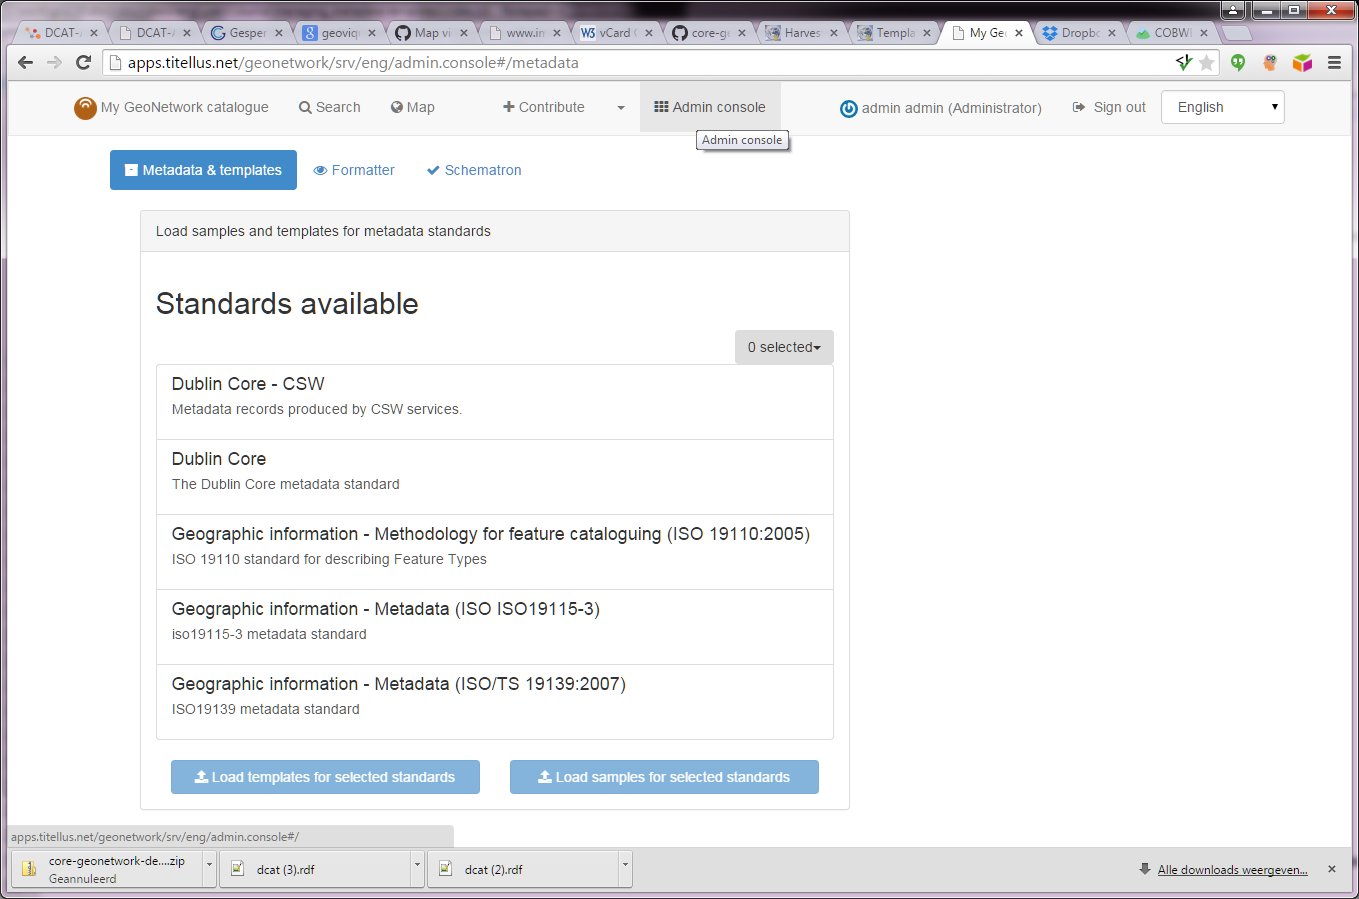 DCAT-
DCAT-
Gesper
geoviq
Map vi
www.in
vCard
core-g
Harves
Templa
My Ge
Dropb
COBW
apps.titellus.net/geonetwork/srv/eng/admin.console#/metadata
My GeoNetwork catalogue
Search
Map
Contribute
Admin console
admin admin (Administrator)
Sign out
English
Admin console
Metadata & templates
Formatter
Schematron
Load samples and templates for metadata standards
Standards available
0 selected
Dublin Core - CSW
Metadata records produced by CSW services.
Dublin Core
The Dublin Core metadata standard
Geographic information - Methodology for feature cataloguing (ISO 19110:2005)
ISO 19110 standard for describing Feature Types
Geographic information - Metadata (ISO ISO19115-3)
iso19115-3 metadata standard
Geographic information - Metadata (ISO/TS 19139:2007)
ISO19139 metadata standard
Load templates for selected standards
Load samples for selected standards
apps.titellus.net/geonetwork/srv/eng/admin.console#/
core-geonetwork-de....zip
Geannuleerd
dcat (3).rdf
dcat (2).rdf
Alle downloads weergeven...